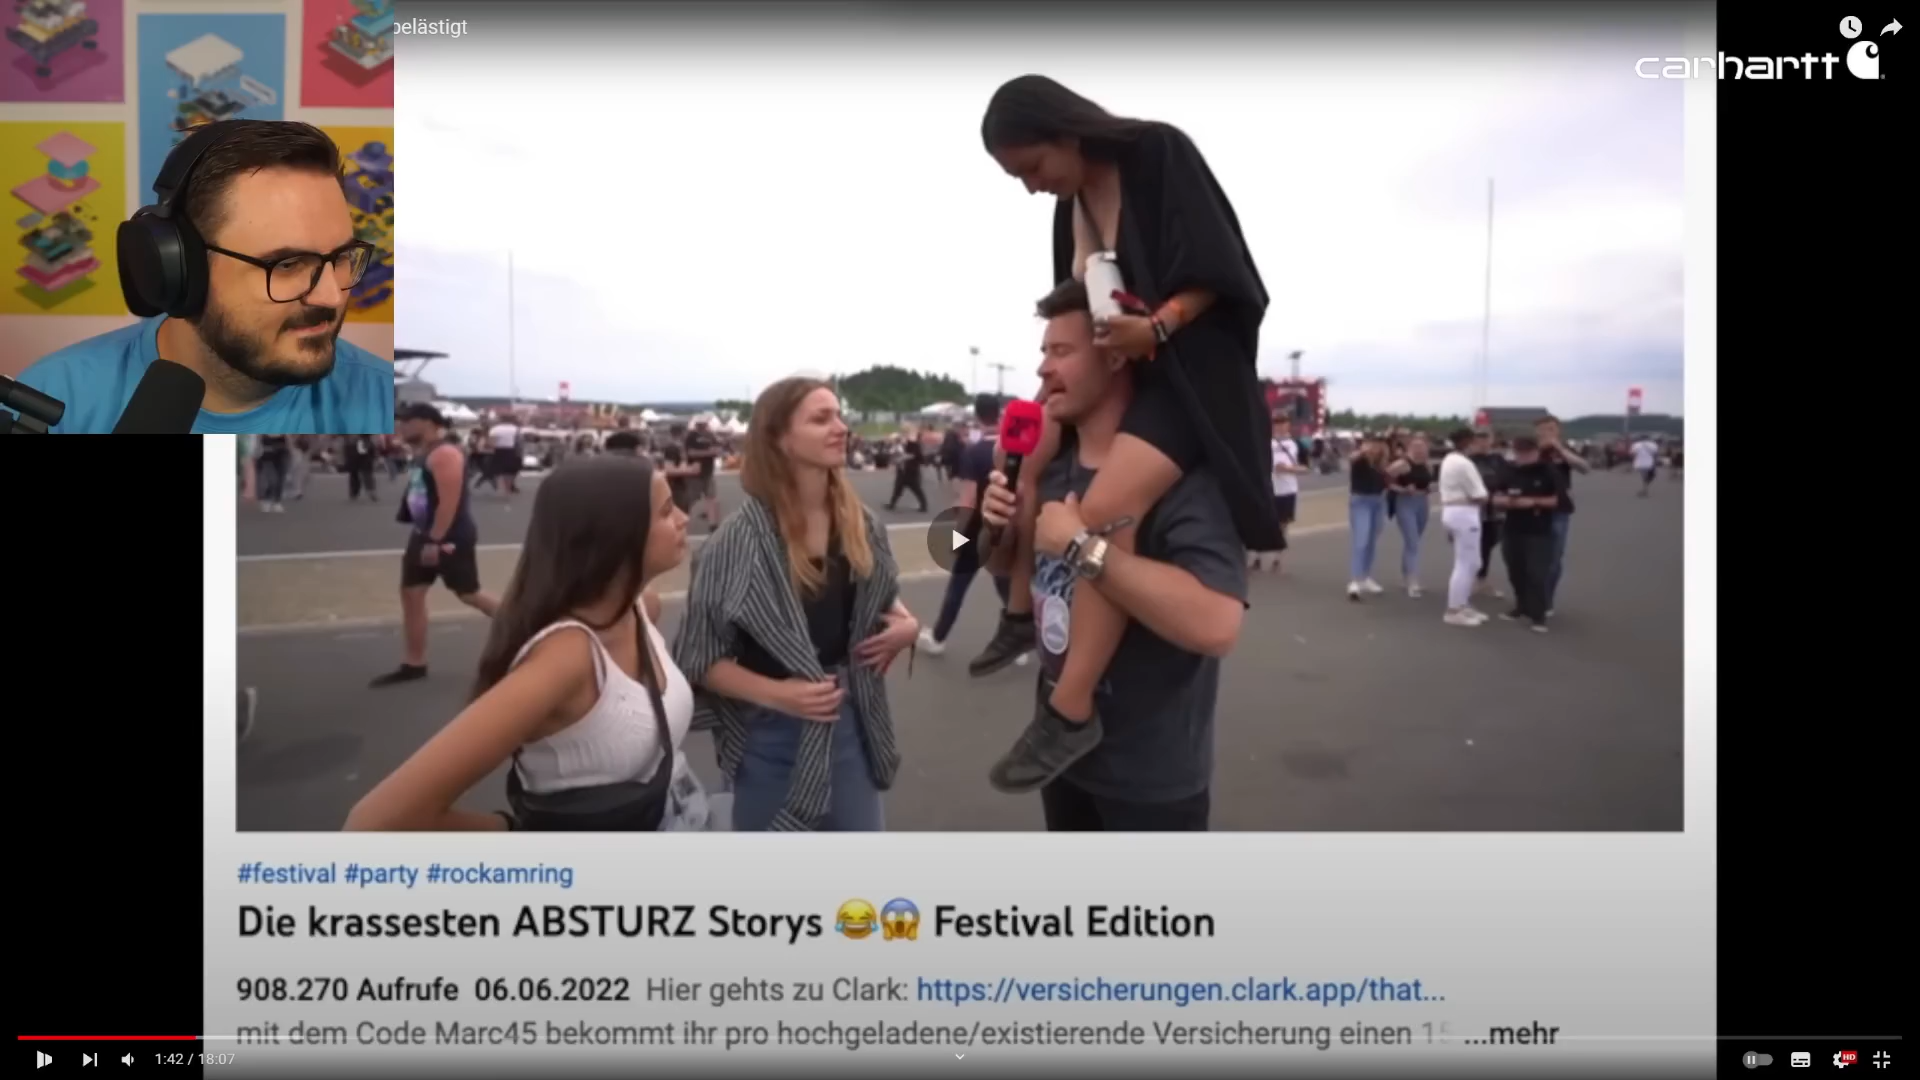 belästigt
carhartt
#festival #party #rockamring
Die krassesten ABSTURZ Storys 😂😱 Festival Edition
908.270 Aufrufe 06.06.2022 Hier gehts zu Clark: https://versicherungen.clark.app/that...
mit dem Code Marc45 bekommt ihr pro hochgeladene/existierende Versicherung einen 15 ...mehr
1:42 / 18:07
HD